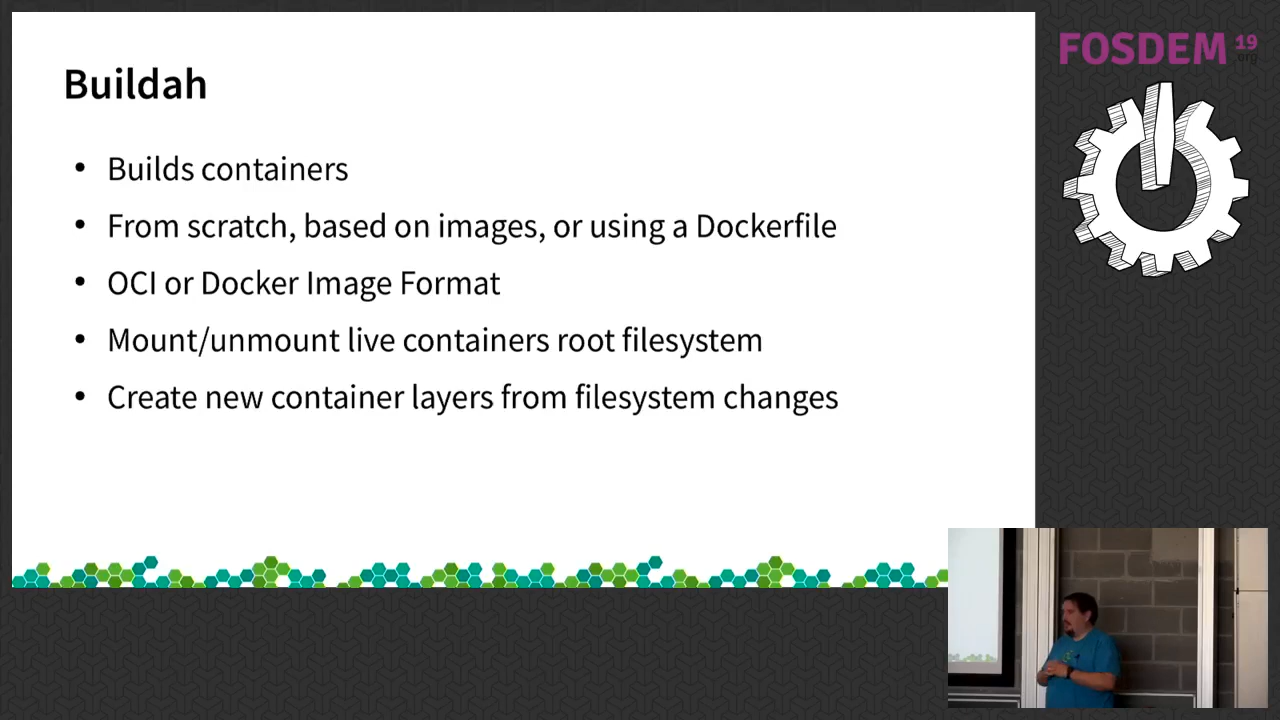 Buildah
• Builds containers
• From scratch, based on images, or using a Dockerfile
• OCI or Docker Image Format
• Mount/unmount live containers root filesystem
• Create new container layers from filesystem changes
FOSDEM 19
.org